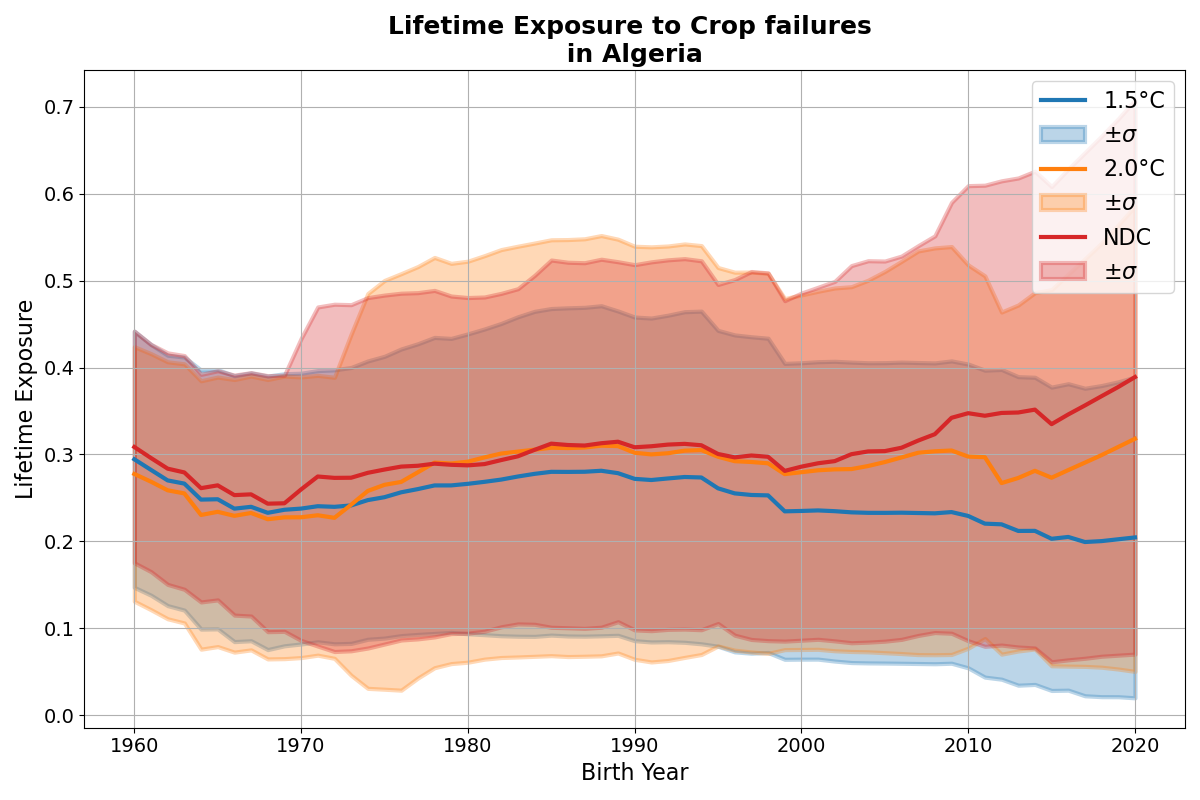 Lifetime Exposure to Crop failures
in Algeria
Lifetime Exposure
0.7
0.6
0.5
0.4
0.3
0.2
0.1
0.0
1960 1970 1980 1990 2000 2010 2020
Birth Year
1.5°C
±σ
2.0°C
±σ
NDC
±σ